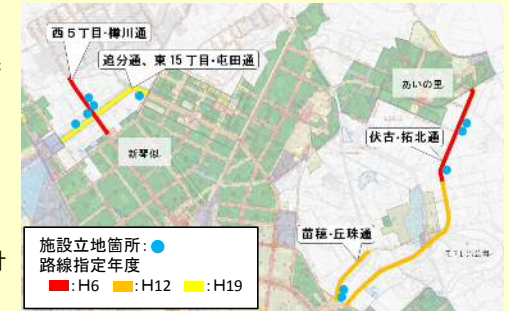 西5丁目・樽川通
追分通、東15丁目・屯田通
あいの里
伏古・拓北通
新琴似
苗穂・丘珠通
施設立地箇所:
路線指定年度
:H6 :H12 :H19
計